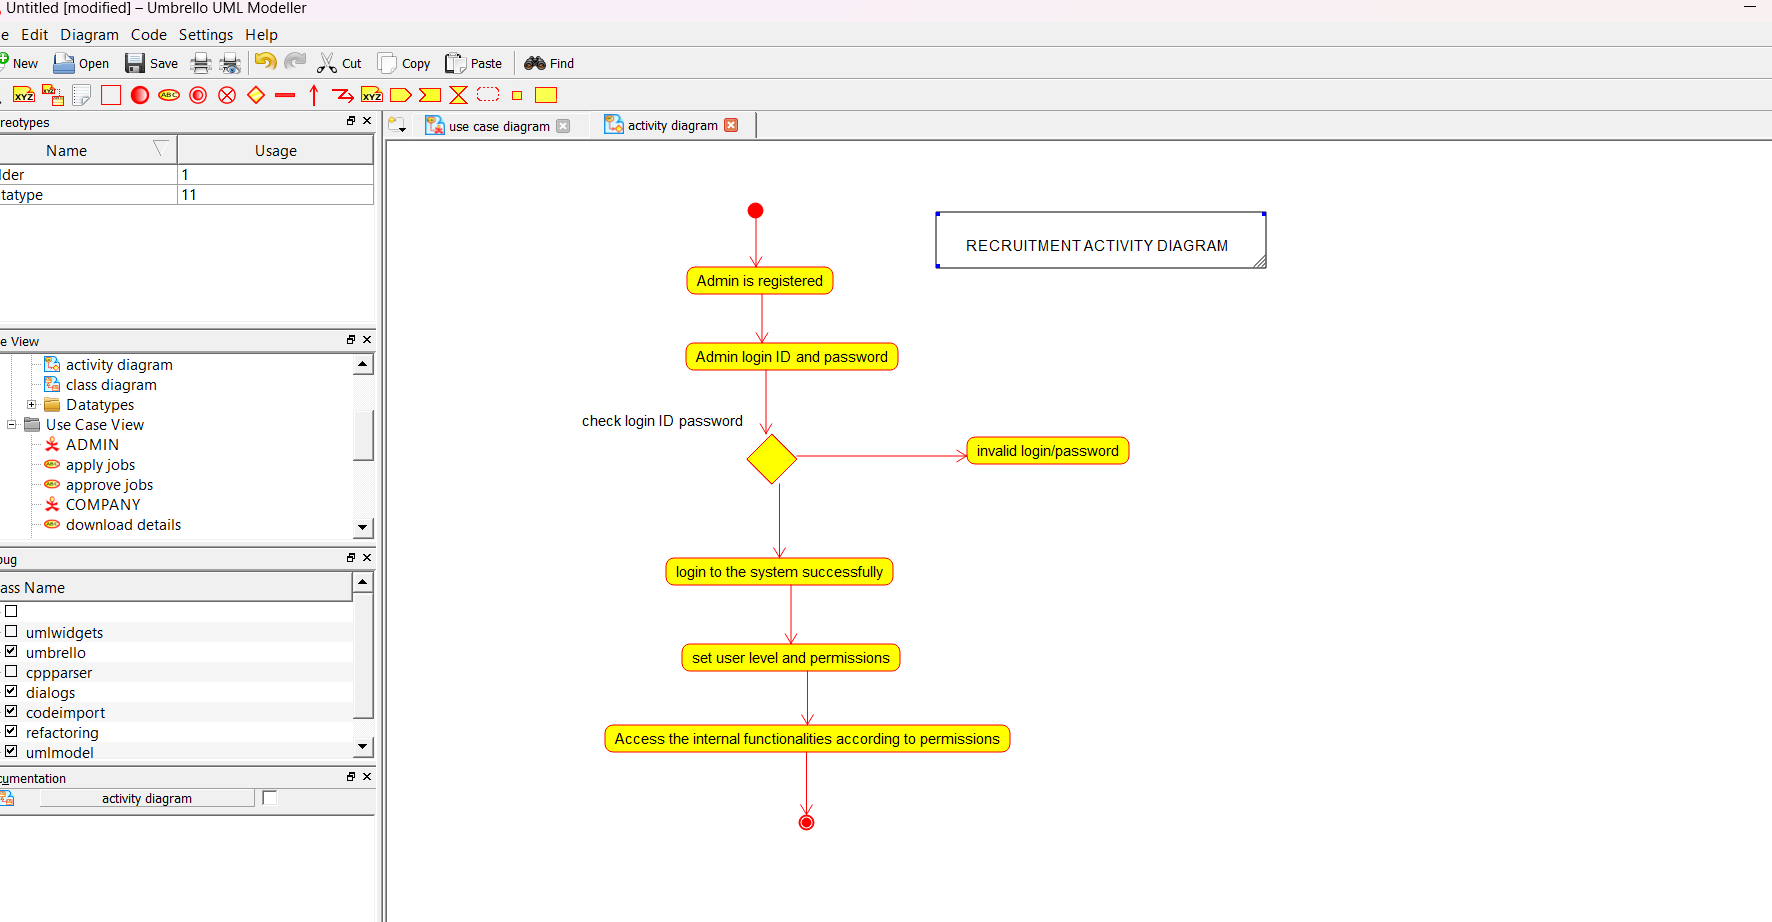 Untitled [modified] – Umbrello UML Modeller
e Edit Diagram Code Settings Help
New Open Save Cut Copy Paste Find
XYZ XYZ ABC XYZ
reotypes
use case diagram activity diagram
Name Usage
lder 1
tatype 11
RECRUITMENT ACTIVITY DIAGRAM
Admin is registered
Admin login ID and password
check login ID password
invalid login/password
login to the system successfully
set user level and permissions
Access the internal functionalities according to permissions
e View
activity diagram
class diagram
Datatypes
Use Case View
ADMIN
apply jobs
approve jobs
COMPANY
download details
bug
ass Name
umlwidgets
umbrello
cppparser
dialogs
codeimport
refactoring
umlmodel
cumentation
activity diagram